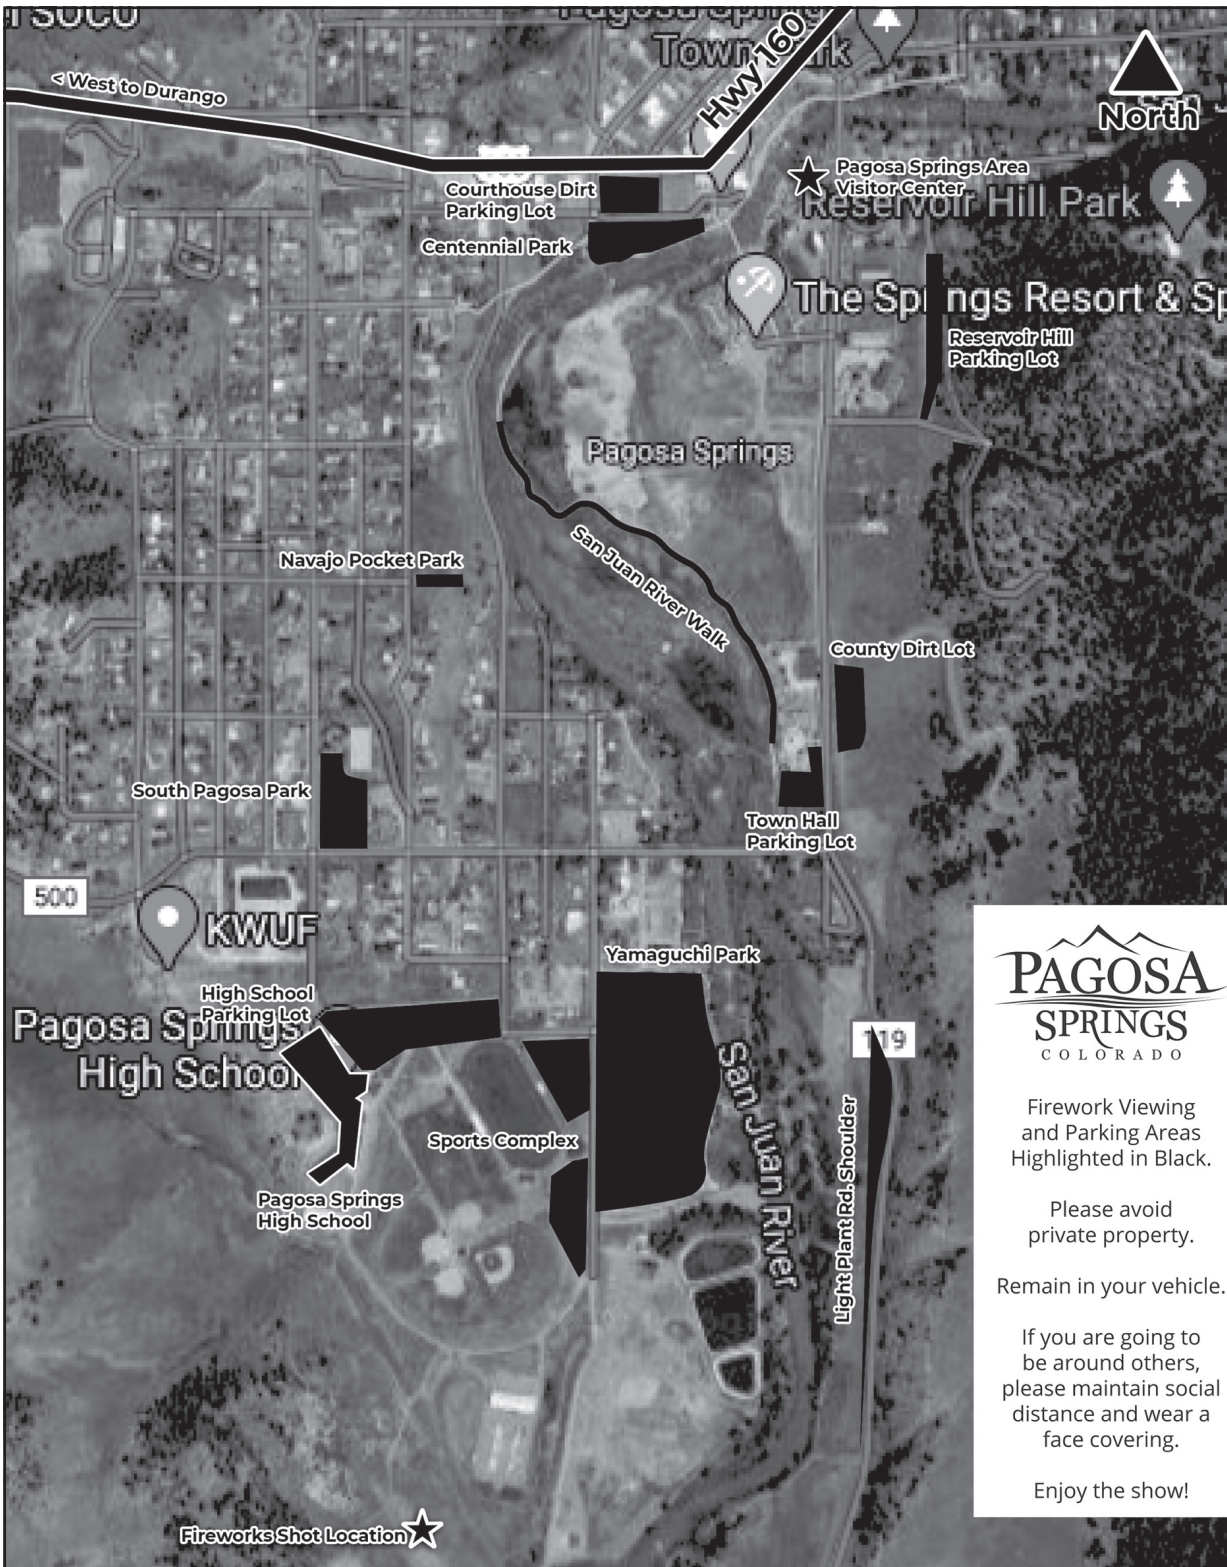 Pagosa Springs
Town Park
Hwy 160
< West to Durango
North
Pagosa Springs Area
Visitor Center
Courthouse Dirt
Parking Lot
Reservoir Hill Park
Centennial Park
The Springs Resort & Sp
Reservoir Hill
Parking Lot
Pagosa Springs
San Juan River Walk
Navajo Pocket Park
County Dirt Lot
South Pagosa Park
Town Hall
Parking Lot
500
KWUF
Yamaguchi Park
High School
Parking Lot
Pagosa Springs
High School
119
San Juan River
Light Plant Rd. Shoulder
Sports Complex
Pagosa Springs
High School
Fireworks Shot Location
PAGOSA
SPRINGS
COLORADO
Firework Viewing
and Parking Areas
Highlighted in Black.
Please avoid
private property.
Remain in your vehicle.
If you are going to
be around others,
please maintain social
distance and wear a
face covering.
Enjoy the show!